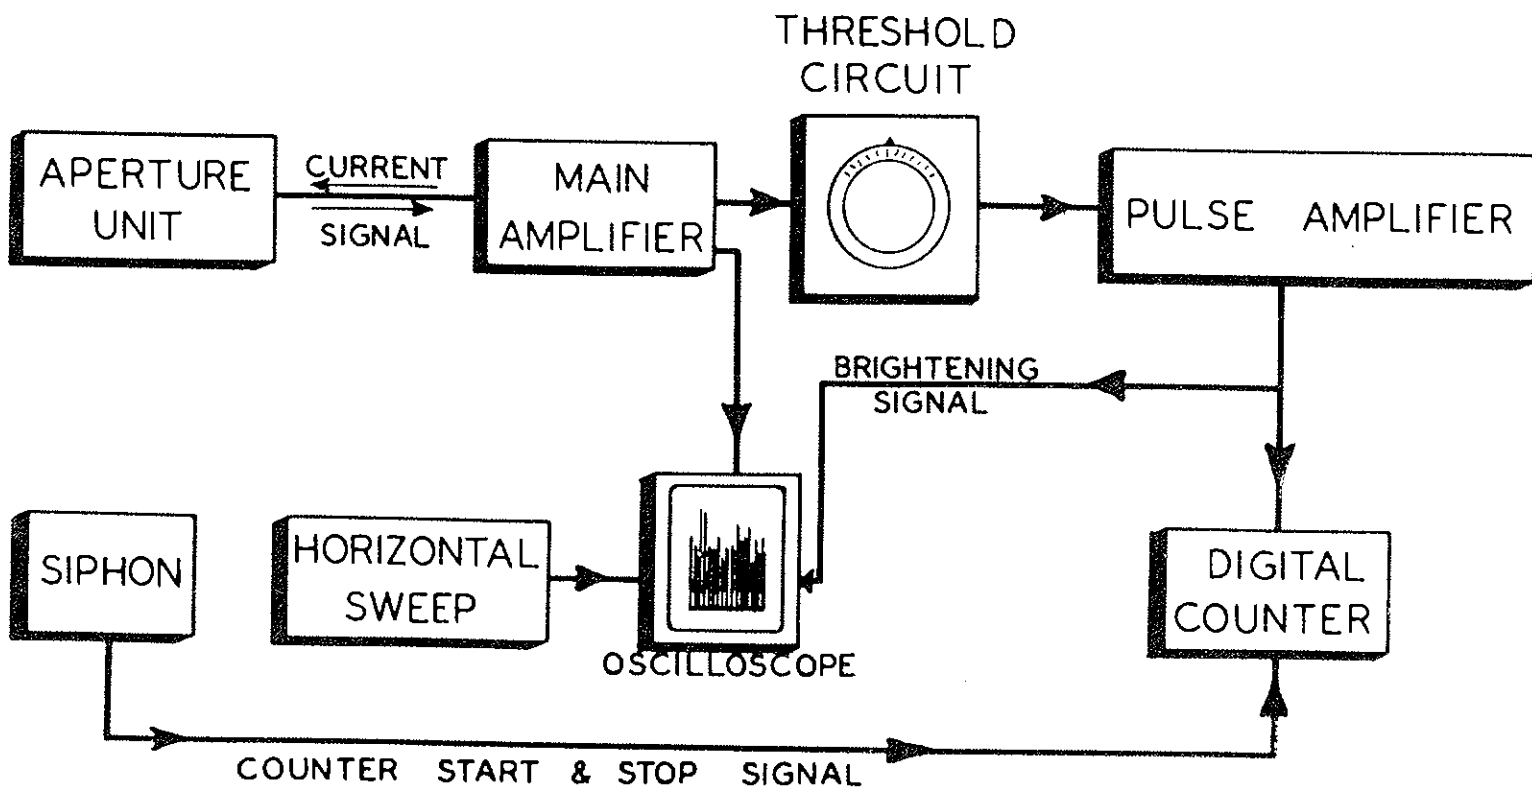 THRESHOLD
CIRCUIT
APERTURE
UNIT
CURRENT
SIGNAL
MAIN
AMPLIFIER
PULSE AMPLIFIER
BRIGHTENING
SIGNAL
SIPHON
HORIZONTAL
SWEEP
OSCILLOSCOPE
DIGITAL
COUNTER
COUNTER START & STOP SIGNAL